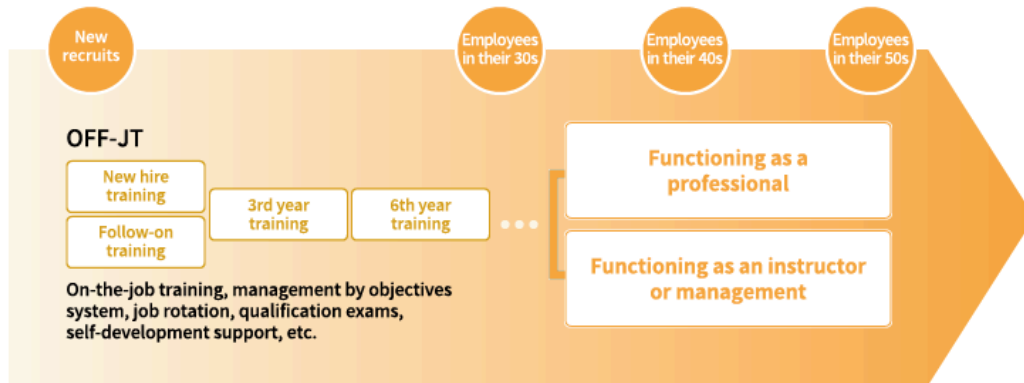 New
recruits
Employees
in their 30s
Employees
in their 40s
Employees
in their 50s
OFF-JT
New hire
training
Follow-on
training
3rd year
training
6th year
training
Functioning as a
professional
Functioning as an instructor
or management
On-the-job training, management by objectives
system, job rotation, qualification exams,
self-development support, etc.